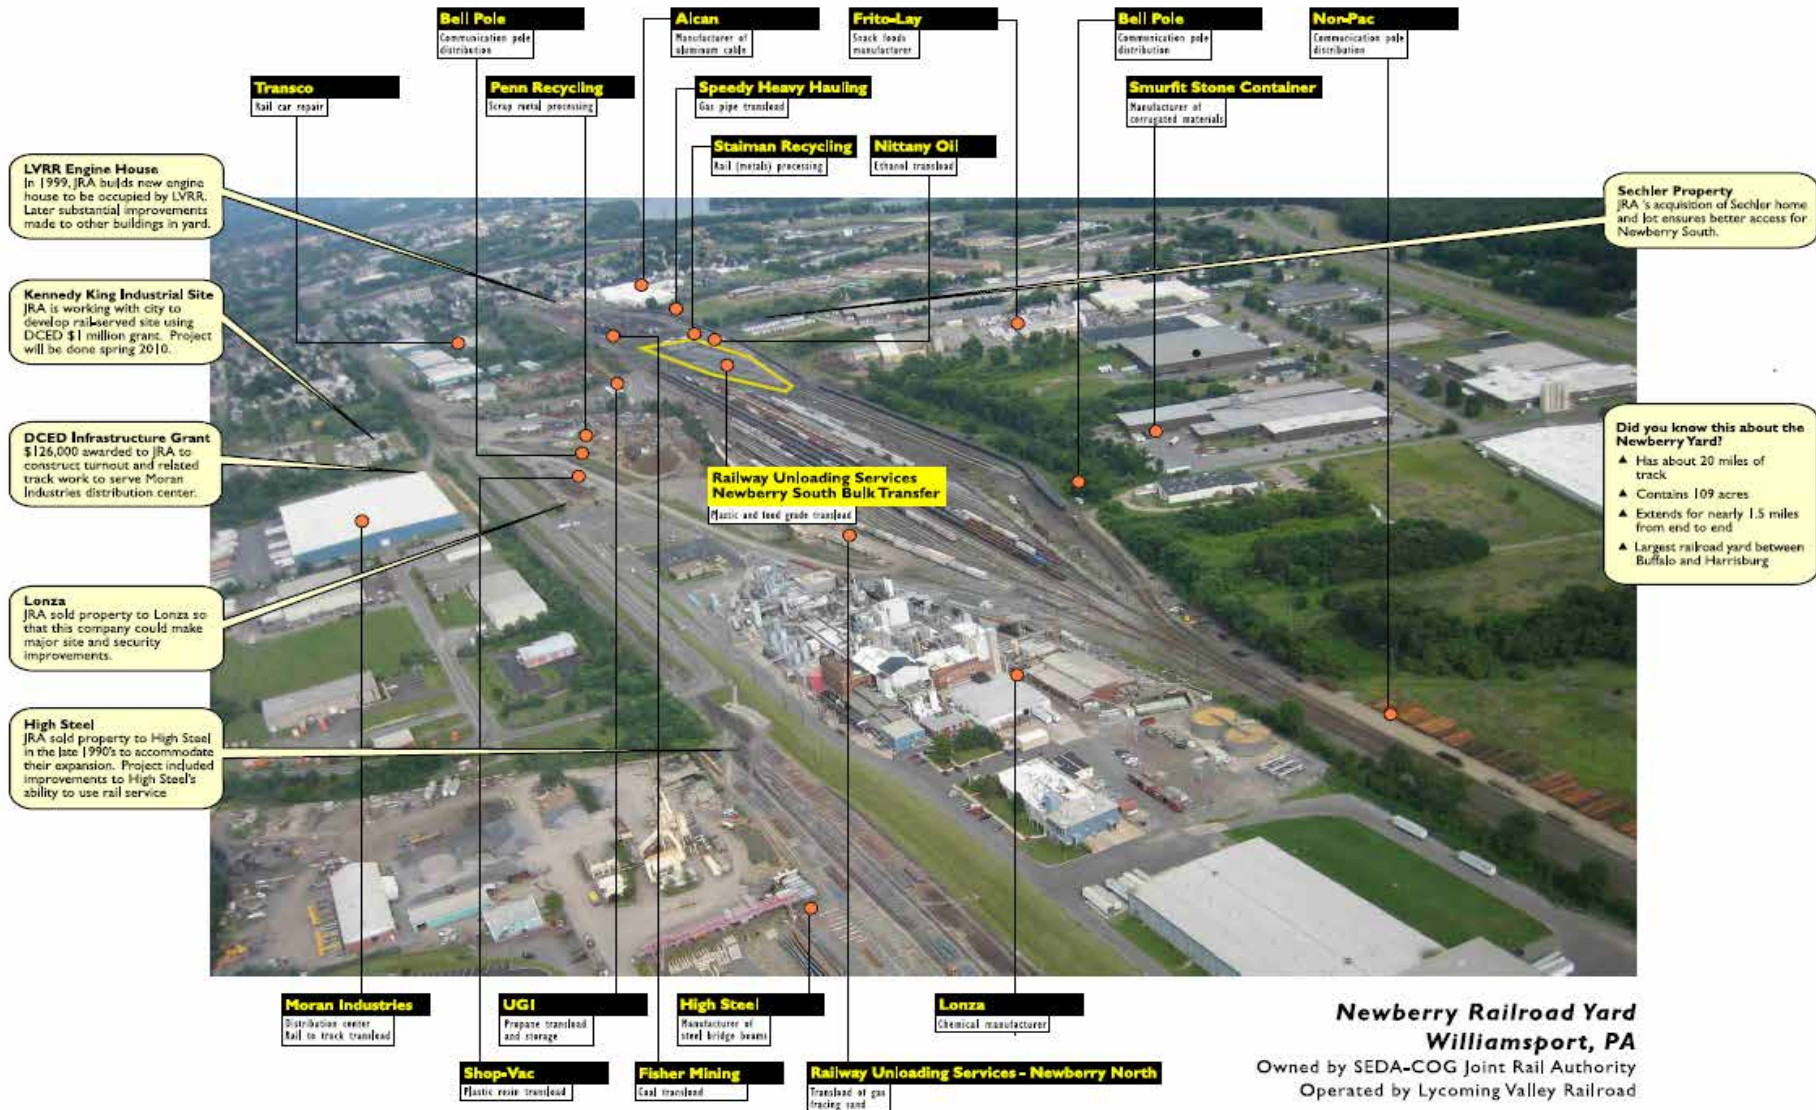 Bell Pole
Communication pole
distribution
Alcan
Manufacturer of
aluminum cable
Frito-Lay
Snack foods
manufacturer
Bell Pole
Communication pole
distribution
Nor-Pac
Communication pole
distribution
Transco
Rail car repair
Penn Recycling
Scrap metal processing
Speedy Heavy Hauling
Gas pipe transload
Smurfit Stone Container
Manufacturer of
corrugated materials
Staiman Recycling
Rail (metals) processing
Nittany Oil
Ethanol transload
LVRR Engine House
In 1999, JRA builds new engine
house to be occupied by LVRR.
Later substantial improvements
made to other buildings in yard.
Sechler Property
JRA 's acquisition of Sechler home
and lot ensures better access for
Newberry South.
Kennedy King Industrial Site
JRA is working with city to
develop rail-served site using
DCED $1 million grant. Project
will be done spring 2010.
DCED Infrastructure Grant
$126,000 awarded to JRA to
construct turnout and related
track work to serve Moran
Industries distribution center.
Did you know this about the
Newberry Yard?
▲ Has about 20 miles of
track
▲ Contains 109 acres
▲ Extends for nearly 1.5 miles
from end to end
▲ Largest railroad yard between
Buffalo and Harrisburg
Railway Unloading Services
Newberry South Bulk Transfer
Plastic and food grade transload
Lonza
JRA sold property to Lonza so
that this company could make
major site and security
improvements.
High Steel
JRA sold property to High Steel
in the late 1990's to accommodate
their expansion. Project included
improvements to High Steel's
ability to use rail service
Moran Industries
Distribution center
Rail to truck transload
UGI
Propane transload
and storage
High Steel
Manufacturer of
steel bridge beams
Lonza
Chemical manufacturer
Shop-Vac
Plastic resin transload
Fisher Mining
Coal transload
Railway Unloading Services - Newberry North
Transload of gas
fracing sand
Newberry Railroad Yard
Williamsport, PA
Owned by SEDA-COG Joint Rail Authority
Operated by Lycoming Valley Railroad